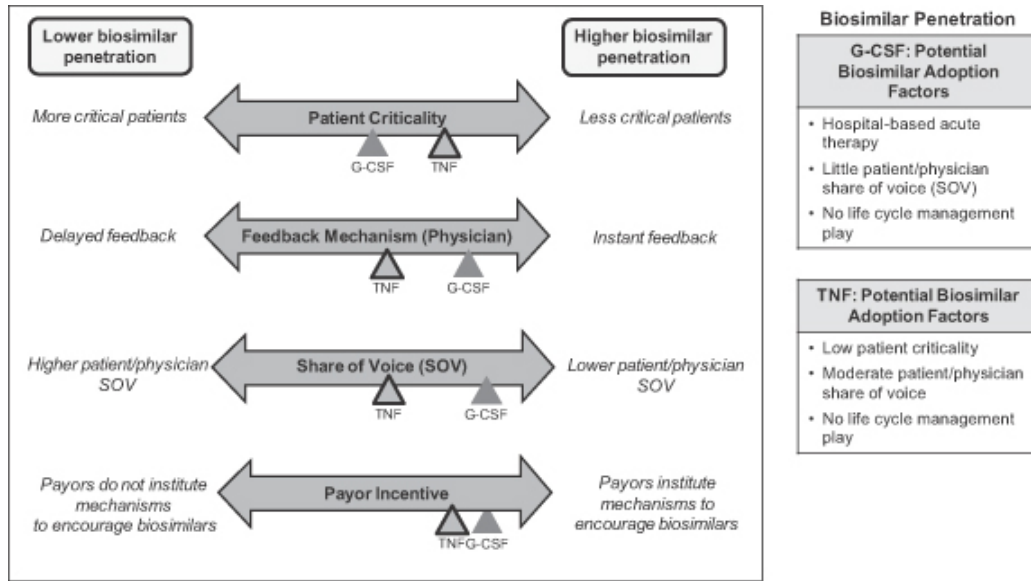 Lower biosimilar
penetration
Higher biosimilar
penetration
More critical patients
Patient Criticality
Less critical patients
G-CSF
TNF
Delayed feedback
Feedback Mechanism (Physician)
Instant feedback
TNF
G-CSF
Higher patient/physician
SOV
Share of Voice (SOV)
Lower patient/physician
SOV
TNF
G-CSF
Payors do not institute
mechanisms
to encourage biosimilars
Payor Incentive
Payors institute
mechanisms to
encourage biosimilars
TNF
G-CSF
Biosimilar Penetration
G-CSF: Potential
Biosimilar Adoption
Factors
• Hospital-based acute
therapy
• Little patient/physician
share of voice (SOV)
• No life cycle management
play
TNF: Potential Biosimilar
Adoption Factors
• Low patient criticality
• Moderate patient/physician
share of voice
• No life cycle management
play